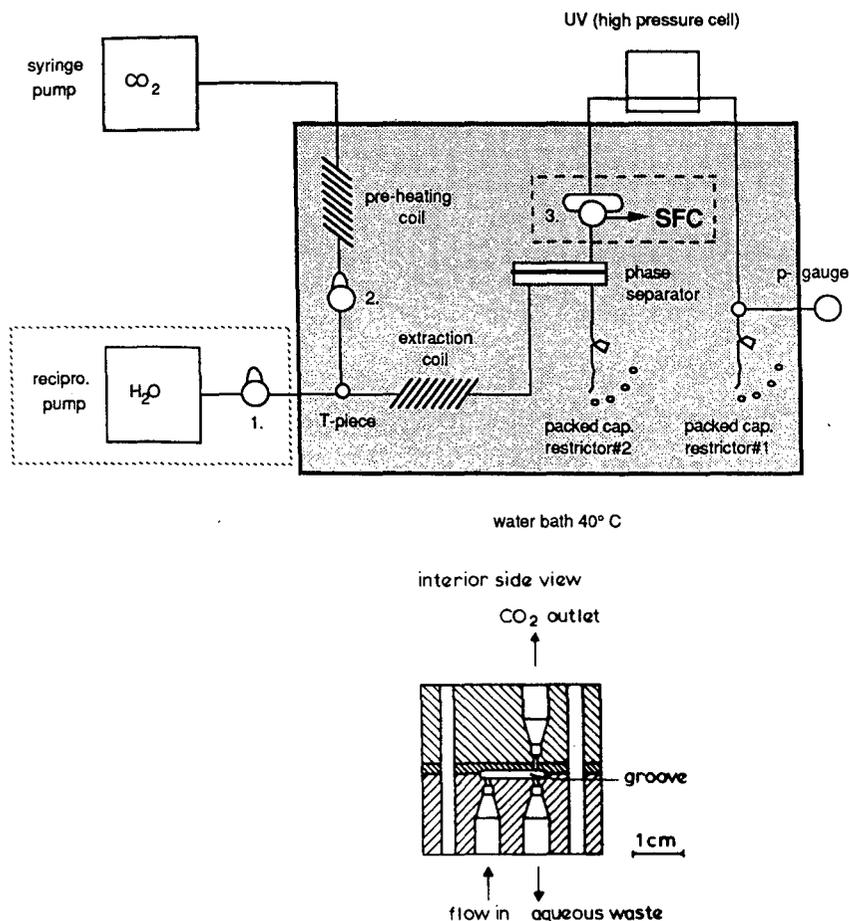 UV (high pressure cell)
syringe
pump
CO2
pre-heating
coil
3.
SFC
2.
phase
separator
p- gauge
extraction
coil
recipro.
pump
H2O
1.
T-piece
packed cap.
restrictor#2
packed cap.
restrictor#1
water bath 40° C
interior side view
CO2 outlet
groove
1cm
flow in
aqueous waste